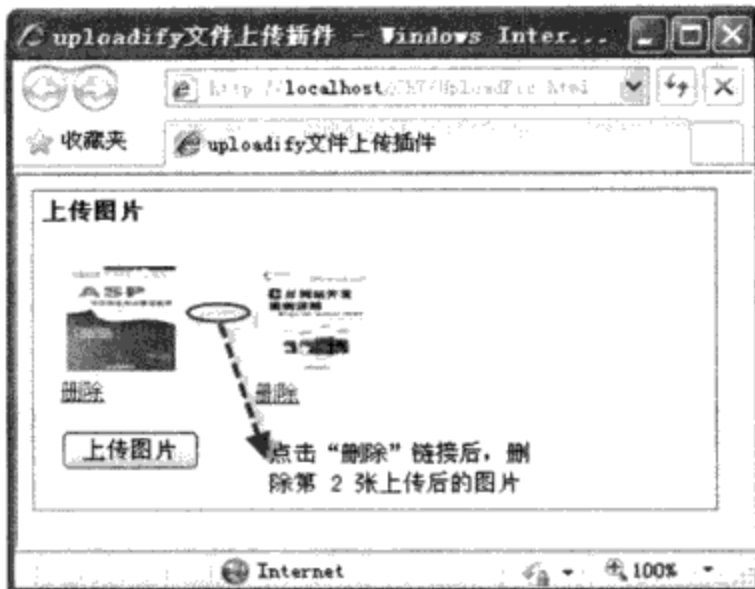 uploadify文件上传插件 - Windows Inter...
localhost
收藏夹
uploadify文件上传插件
上传图片
ASP
删除
删除
上传图片
点击“删除”链接后，删
除第 2 张上传后的图片
Internet
100%